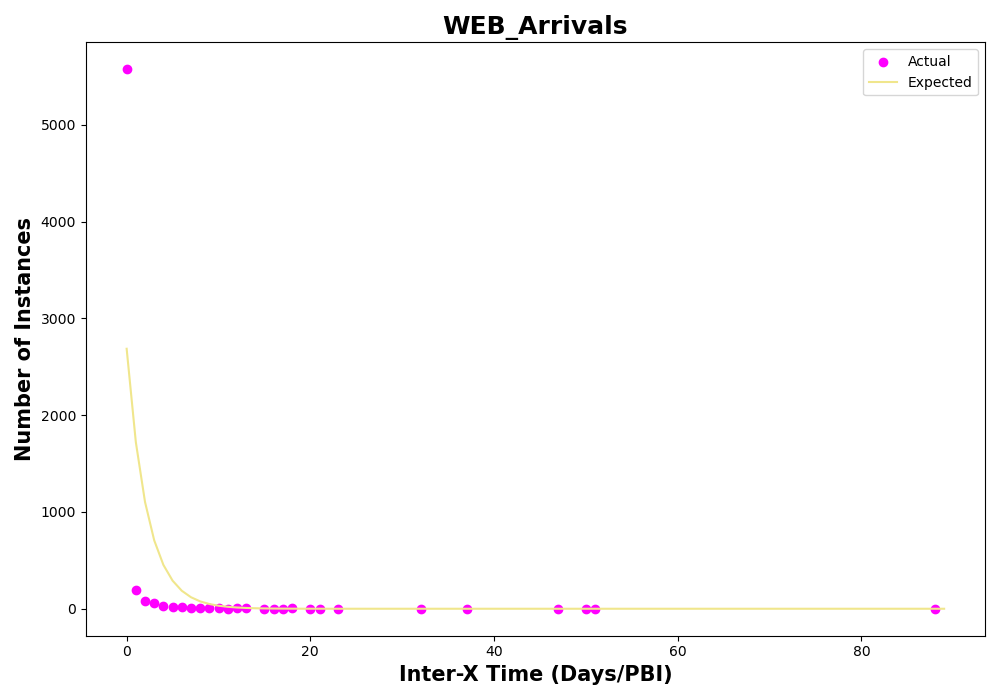 WEB_Arrivals
Actual
Expected
Number of Instances
5000
4000
3000
2000
1000
0
0 20 40 60 80
Inter-X Time (Days/PBI)